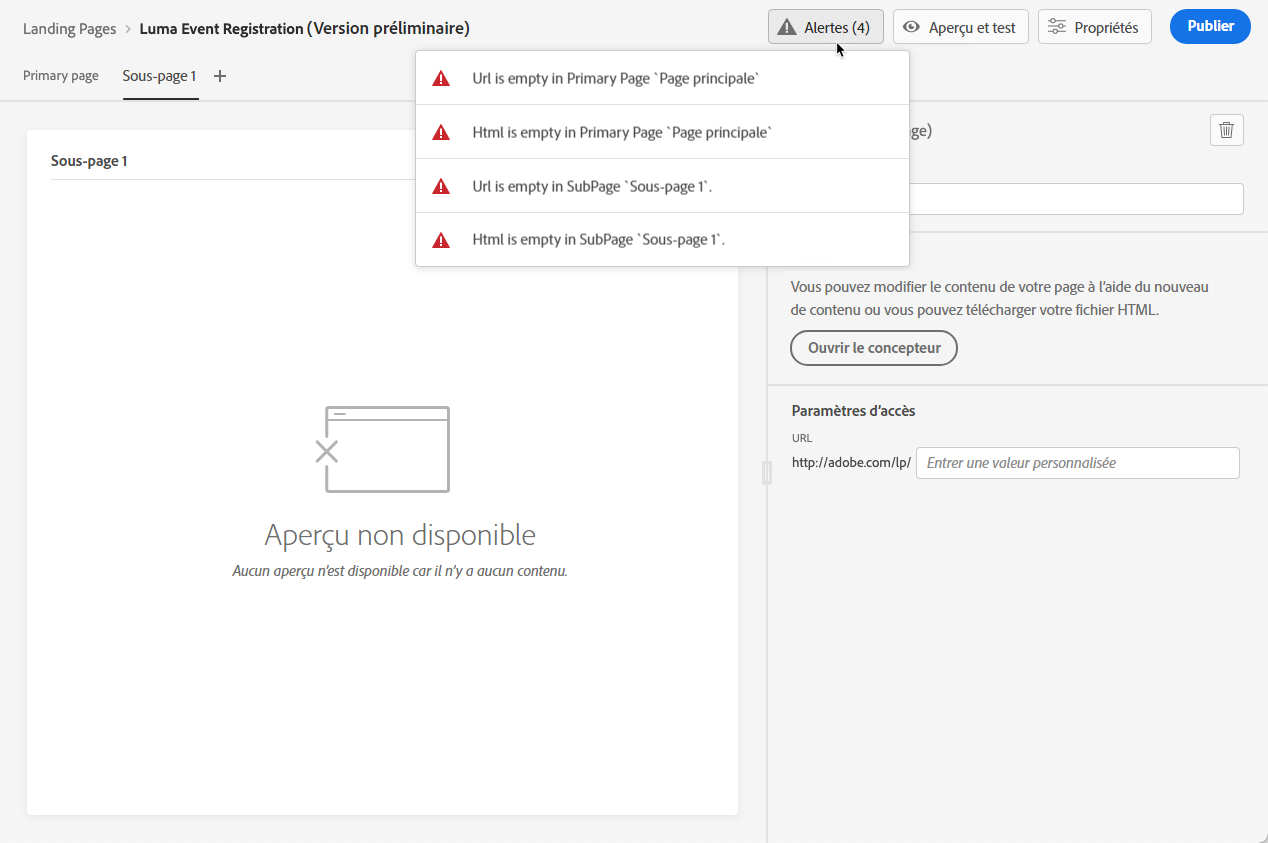 Landing Pages › Luma Event Registration (Version préliminaire)
Alertes (4)
Aperçu et test
Propriétés
Publier
Primary page
Sous-page 1
Url is empty in Primary Page `Page principale`
Html is empty in Primary Page `Page principale`
Url is empty in SubPage `Sous-page 1`.
Html is empty in SubPage `Sous-page 1`.
ge)
Sous-page 1
Aperçu non disponible
Aucun aperçu n’est disponible car il n’y a aucun contenu.
Vous pouvez modifier le contenu de votre page à l’aide du nouveau
de contenu ou vous pouvez télécharger votre fichier HTML.
Ouvrir le concepteur
Paramètres d’accès
URL
http://adobe.com/lp/
Entrer une valeur personnalisée